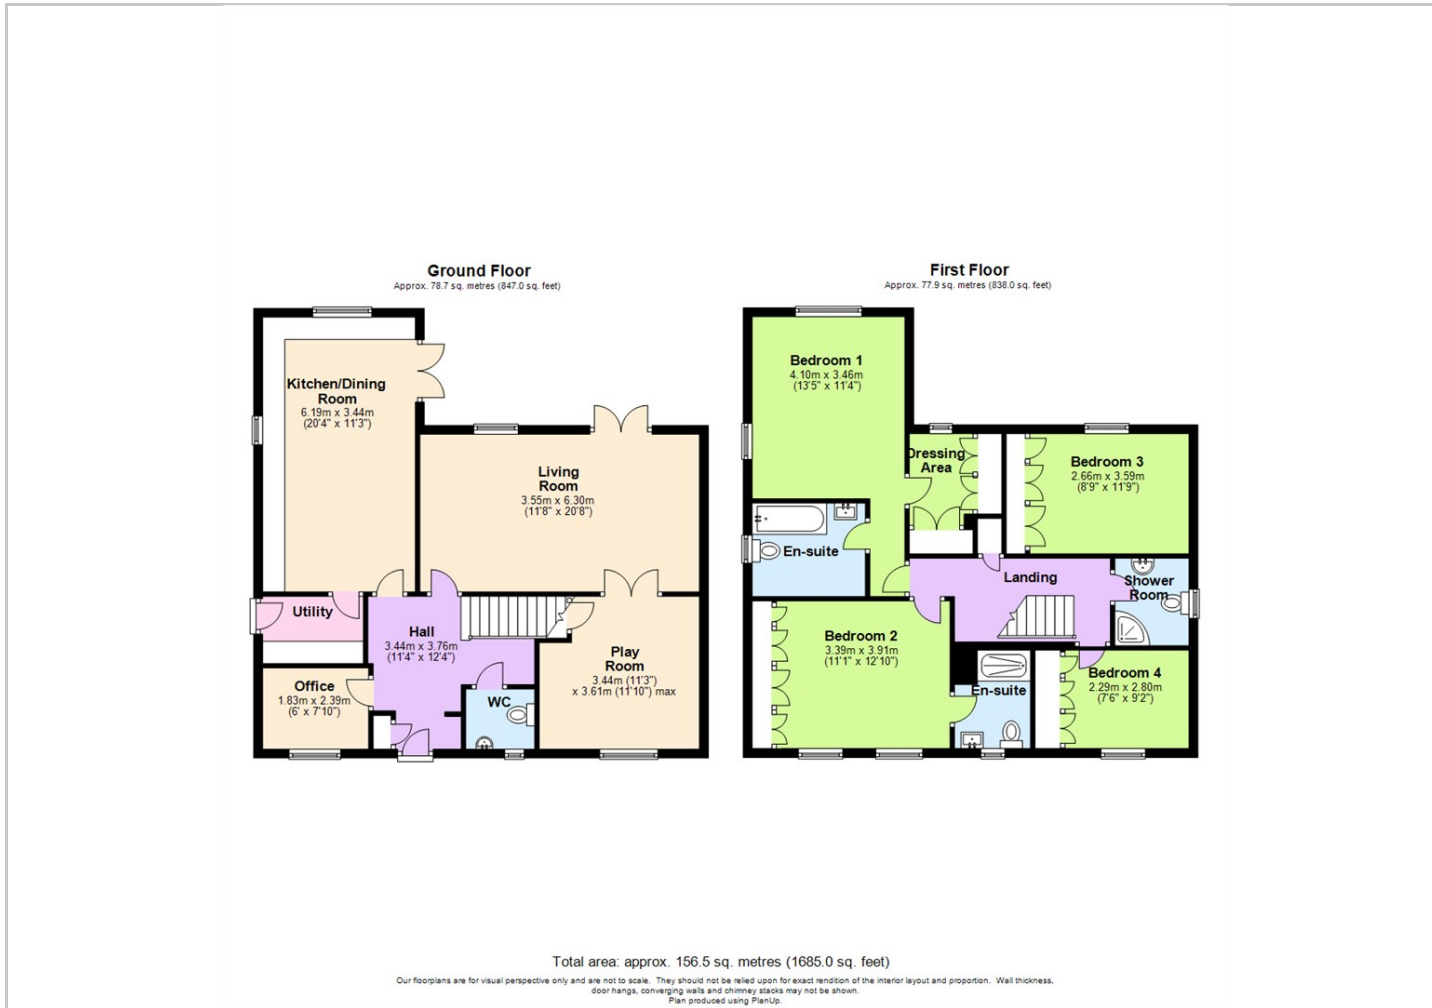 Ground Floor
Approx. 78.7 sq. metres (847.0 sq. feet)
Kitchen/Dining
Room
6.19m x 3.44m
(20'4" x 11'3")
Living
Room
3.55m x 6.30m
(11'8" x 20'8")
Utility
Hall
3.44m x 3.76m
(11'4" x 12'4")
Play
Room
3.44m (11'3")
x 3.61m (11'10") max
Office
1.83m x 2.39m
(6' x 7'10")
WC
First Floor
Approx. 77.9 sq. metres (838.0 sq. feet)
Bedroom 1
4.10m x 3.46m
(13'5" x 11'4")
Dressing
Area
Bedroom 3
2.66m x 3.59m
(8'9" x 11'9")
En-suite
Landing
Shower
Room
Bedroom 2
3.39m x 3.91m
(11'1" x 12'10")
En-suite
Bedroom 4
2.29m x 2.80m
(7'6" x 9'2")
Total area: approx. 156.5 sq. metres (1685.0 sq. feet)
Our floorplans are for visual perspective only and are not to scale. They should not be relied upon for exact rendition of the interior layout and proportion. Wall thickness,
door hangs, converging walls and chimney stacks may not be shown.
Plan produced using PlanUp.